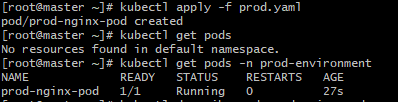 [root@master ~]# kubectl apply -f prod.yaml
pod/prod-nginx-pod created
[root@master ~]# kubectl get pods
No resources found in default namespace.
[root@master ~]# kubectl get pods -n prod-environment
NAME READY STATUS RESTARTS AGE
prod-nginx-pod 1/1 Running 0 27s